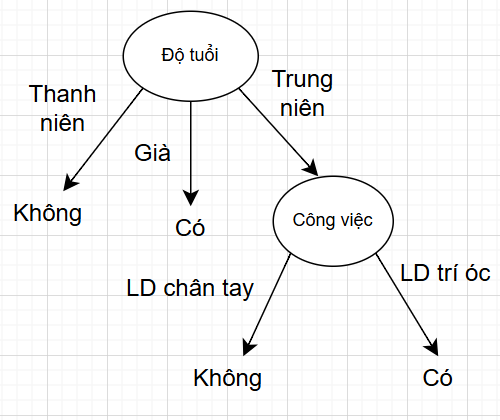 Độ tuổi
Thanh
niên
Già
Trung
niên
Không
Có
Công việc
LD chân tay
LD trí óc
Không
Có